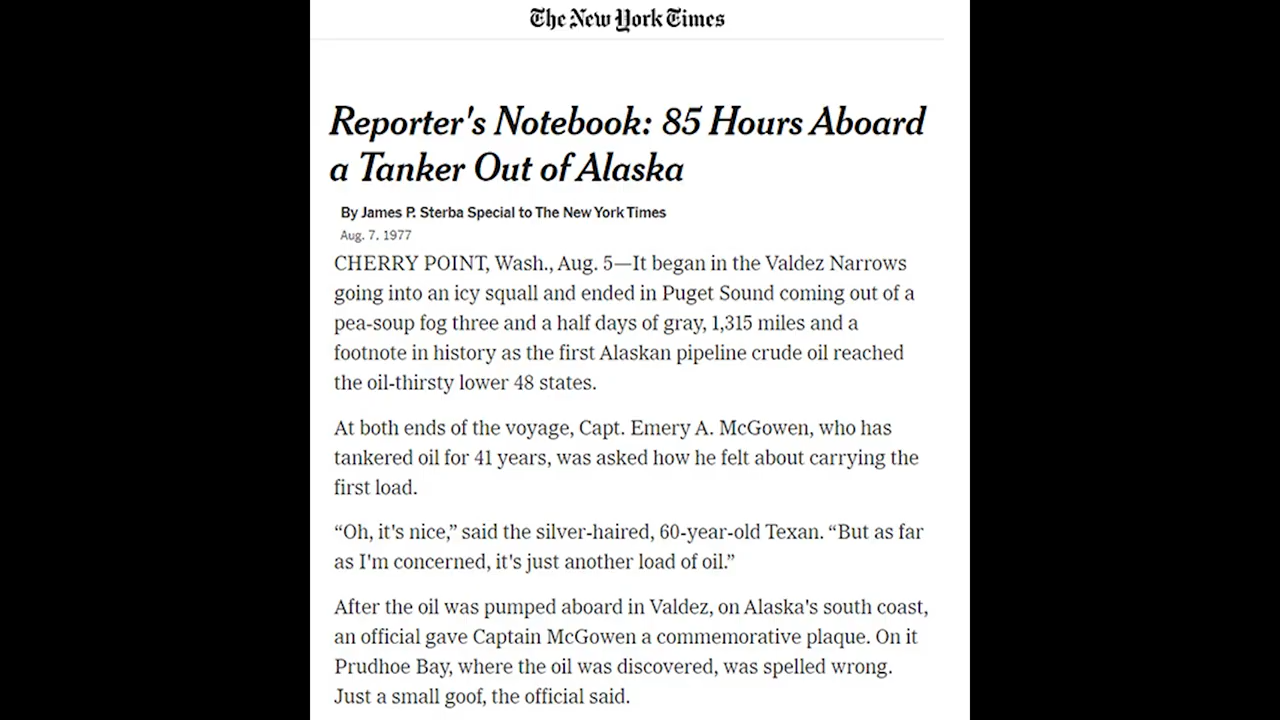 The New York Times
Reporter's Notebook: 85 Hours Aboard
a Tanker Out of Alaska
By James P. Sterba Special to The New York Times
Aug. 7, 1977
CHERRY POINT, Wash., Aug. 5—It began in the Valdez Narrows
going into an icy squall and ended in Puget Sound coming out of a
pea-soup fog three and a half days of gray, 1,315 miles and a
footnote in history as the first Alaskan pipeline crude oil reached
the oil-thirsty lower 48 states.
At both ends of the voyage, Capt. Emery A. McGowen, who has
tankered oil for 41 years, was asked how he felt about carrying the
first load.
“Oh, it's nice,” said the silver-haired, 60-year-old Texan. “But as far
as I'm concerned, it's just another load of oil.”
After the oil was pumped aboard in Valdez, on Alaska's south coast,
an official gave Captain McGowen a commemorative plaque. On it
Prudhoe Bay, where the oil was discovered, was spelled wrong.
Just a small goof, the official said.